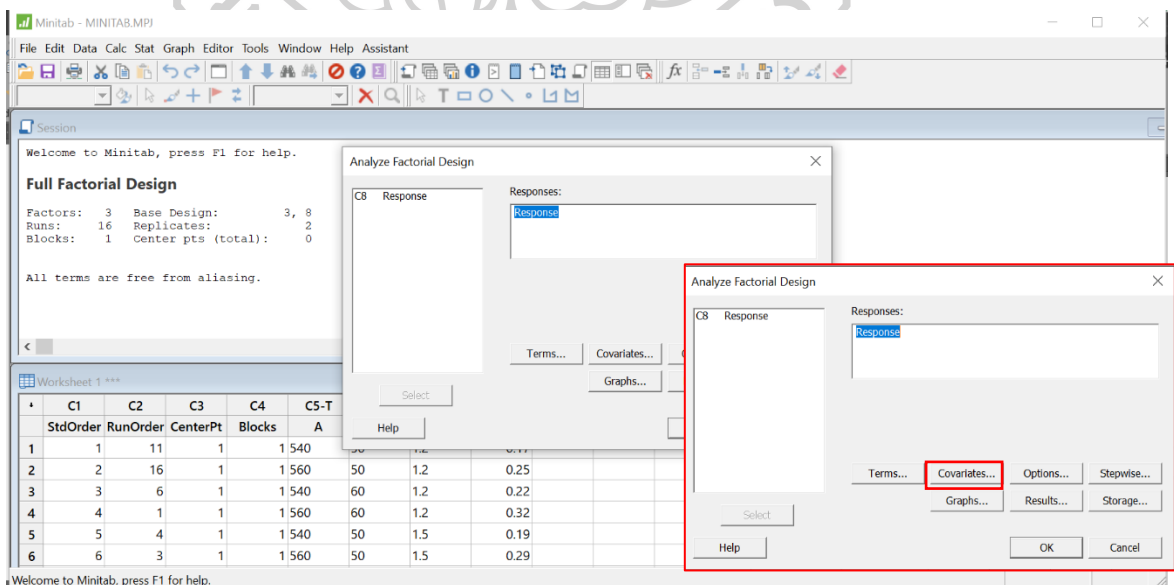 Minitab - MINITAB.MPJ
File Edit Data Calc Stat Graph Editor Tools Window Help Assistant
Session
Welcome to Minitab, press F1 for help.
Full Factorial Design
Factors: 3 Base Design: 3, 8
Runs: 16 Replicates: 2
Blocks: 1 Center pts (total): 0
All terms are free from aliasing.
Analyze Factorial Design
C8 Response
Responses:
Response
Terms... Covariates...
Graphs...
Select
Help
Analyze Factorial Design
C8 Response
Responses:
Response
Terms... Covariates... Options... Stepwise...
Graphs... Results... Storage...
Select
Help OK Cancel
Worksheet 1 ***
C1 C2 C3 C4 C5-T
StdOrder RunOrder CenterPt Blocks A
1 1 11 1 1 540
2 2 16 1 1 560 50 1.2 0.25
3 3 6 1 1 540 60 1.2 0.22
4 4 1 1 1 560 60 1.2 0.32
5 5 4 1 1 540 50 1.5 0.19
6 6 3 1 1 560 50 1.5 0.29
Welcome to Minitab, press F1 for help.